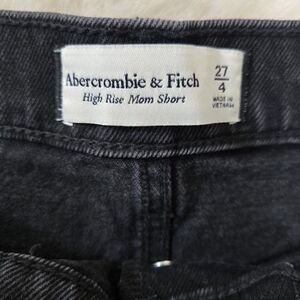 Abercrombie & Fitch
High Rise Mom Short
27
4
MADE IN
VIETNAM